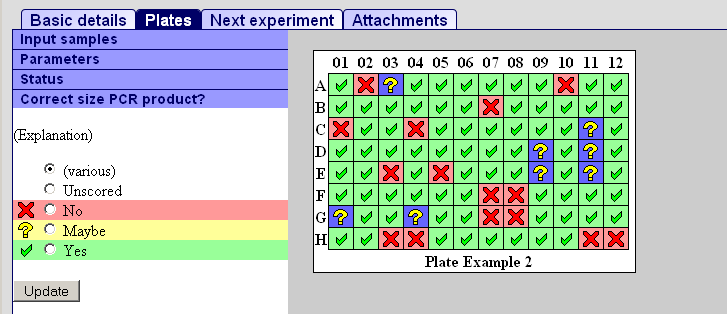 Basic details Plates Next experiment Attachments
Input samples
Parameters
Status
Correct size PCR product?
(Explanation)
(various)
Unscored
No
Maybe
Yes
Update
01 02 03 04 05 06 07 08 09 10 11 12
A
B
C
D
E
F
G
H
Plate Example 2